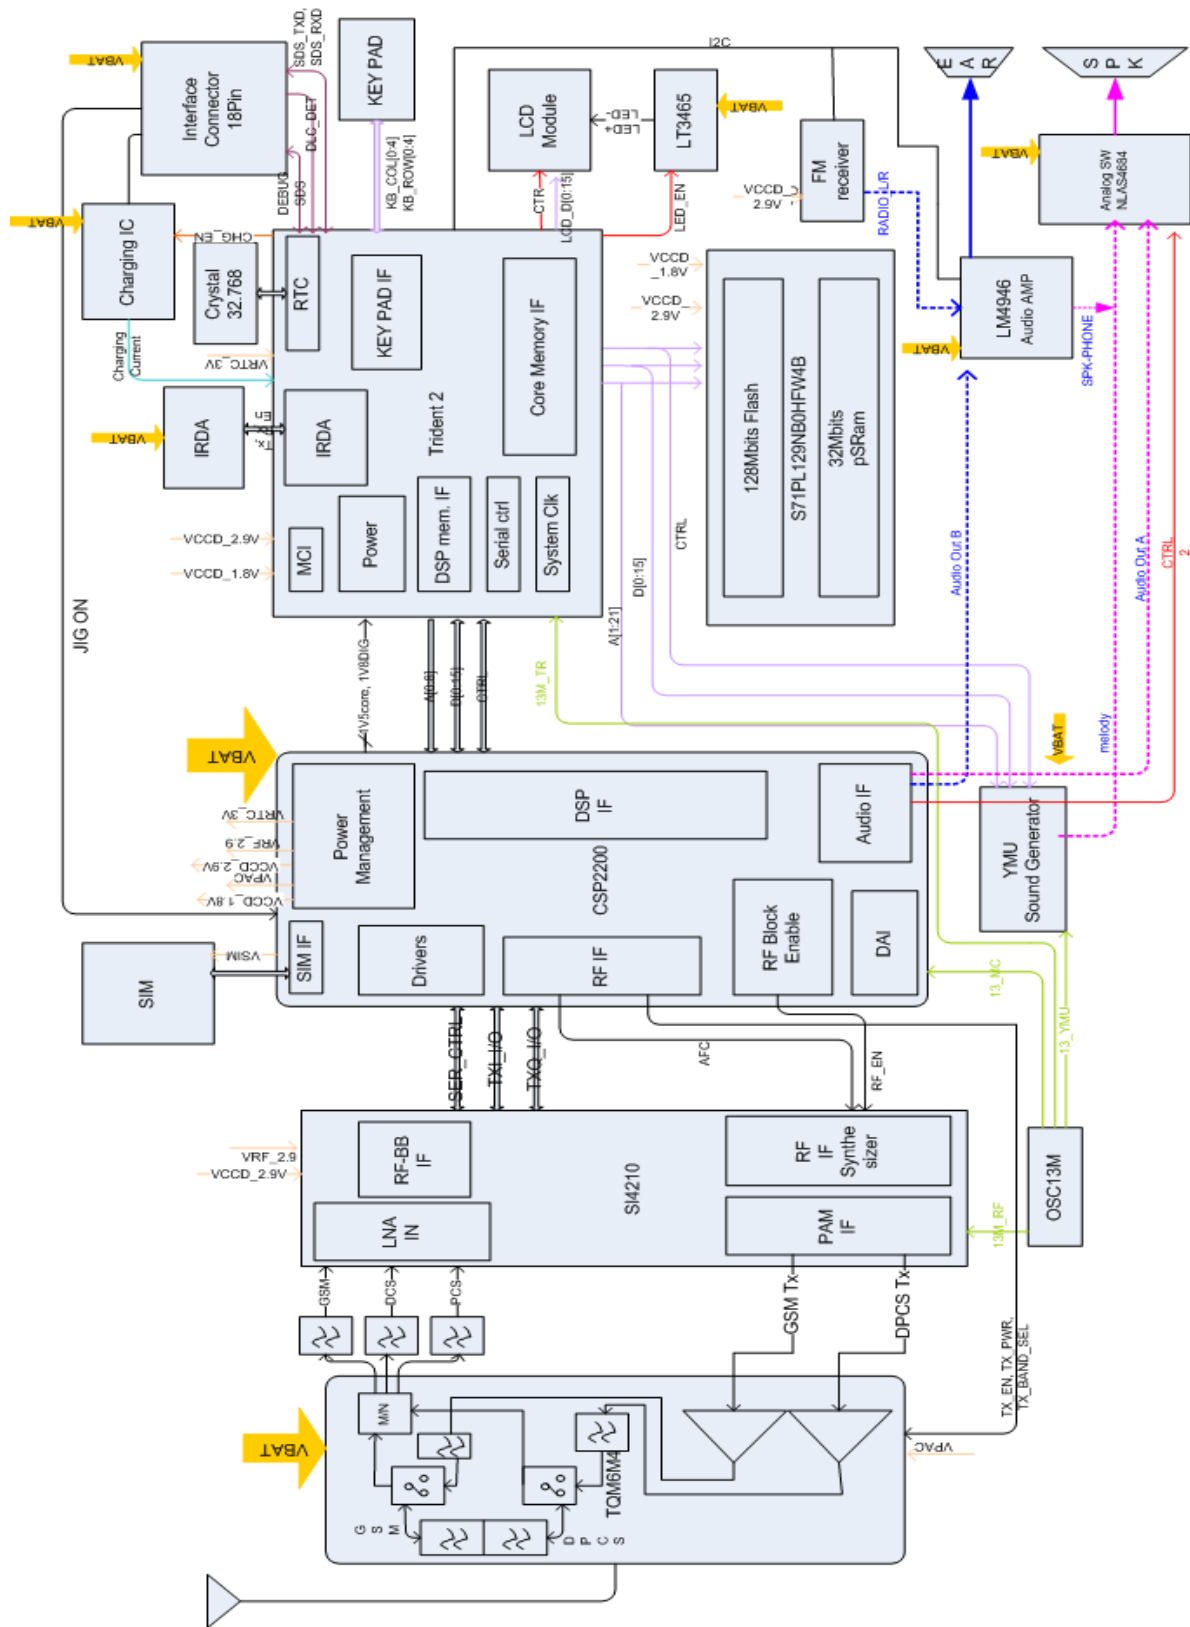 VBAT
Interface
Connector
18Pin
SDS_TXD,
SDS_RXD
DLC_DET
DEBUG
SDS
KEY PAD
KB_COL[0:4]
KB_ROW[0:4]
I2C
LCD
Module
LED-
LED+
LT3465
VBAT
CTR
LCD_D[0:15]
LED_EN
FM
receiver
VCCD_
2.9V
RADIO_L/R
EAR
SPK
VBAT
Analog SW
NLAS4684
VBAT
Charging IC
CHG_EN
Crystal
32.768
RTC
KEY PAD IF
Core Memory IF
VCCD
_1.8V
VCCD_
2.9V
LM4946
Audio AMP
VBAT
SPK-PHONE
Charging
Current
VRTC_3V
VBAT
IRDA
En
Tx,
IRDA
Trident 2
128Mbits Flash
S71PL129NB0HFW4B
32Mbits
pSRam
VCCD_2.9V
VCCD_1.8V
MCI
Power
DSP mem. IF
Serial ctrl
System Clk
CTRL
D[0:15]
A[1:21]
Audio Out B
Audio Out A
CTRL
2
JIG ON
1V5core, 1V8DIG
A[0:8]
D[0:15]
CTRL
13M_TR
melody
VBAT
VBAT
VRTC_3V
VRF_2.9
VCCD_2.9V
VPAC
VCCD_1.8V
Power
Management
DSP
IF
CSP2200
Audio IF
YMU
Sound Generator
SIM
VSIM
SIM IF
Drivers
RF IF
RF Block
Enable
DAI
13_MC
13_YMU
SER_CTRL
TXI_I/O
TXQ_I/O
AFC
RF_EN
VRF_2.9
VCCD_2.9V
RF-BB
IF
LNA
IN
SI4210
RF
IF
Synthe
sizer
PAM
IF
13M_RF
OSC13M
GSM
DCS
PCS
GSM Tx
DPCS Tx
TX_EN, TX_PWR,
TX_BAND_SEL
VBAT
M/N
TQM6M4
GSM
DPCS
VPAC